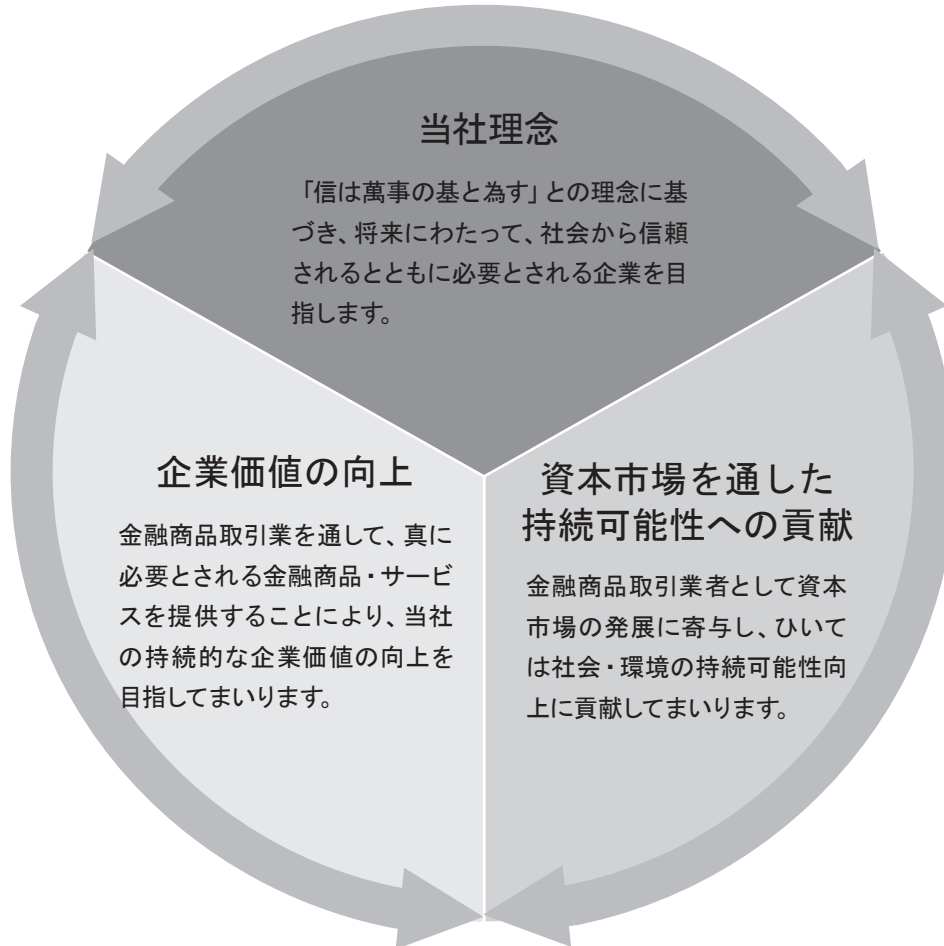 当社理念
「信は萬事の基と為す」との理念に基
づき、将来にわたって、社会から信頼
されるとともに必要とされる企業を目
指します。
企業価値の向上
金融商品取引業を通して、真に
必要とされる金融商品・サービ
スを提供することにより、当社
の持続的な企業価値の向上を
目指してまいります。
資本市場を通した
持続可能性への貢献
金融商品取引業者として資本
市場の発展に寄与し、ひいて
は社会・環境の持続可能性向
上に貢献してまいります。